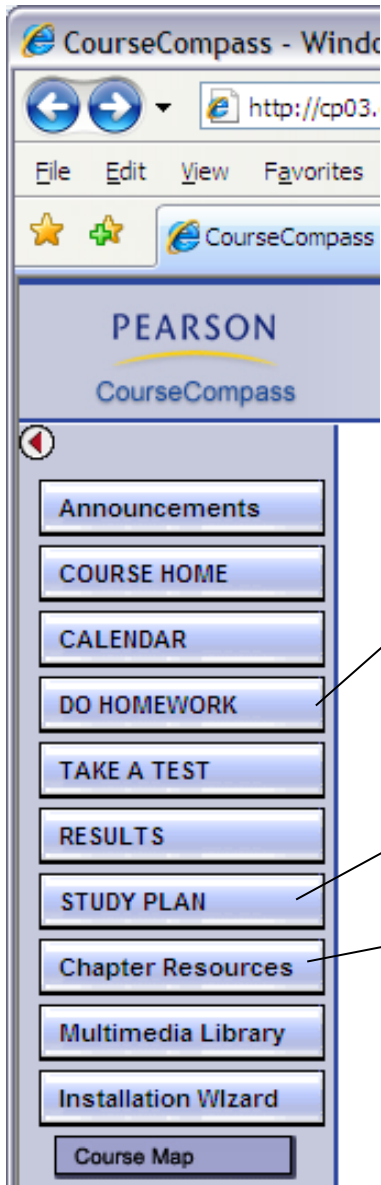 CourseCompass - Windo
http://cp03.
File Edit View Favorites
CourseCompass
PEARSON
CourseCompass
Announcements
COURSE HOME
CALENDAR
DO HOMEWORK
TAKE A TEST
RESULTS
STUDY PLAN
Chapter Resources
Multimedia Library
Installation WIzard
Course Map